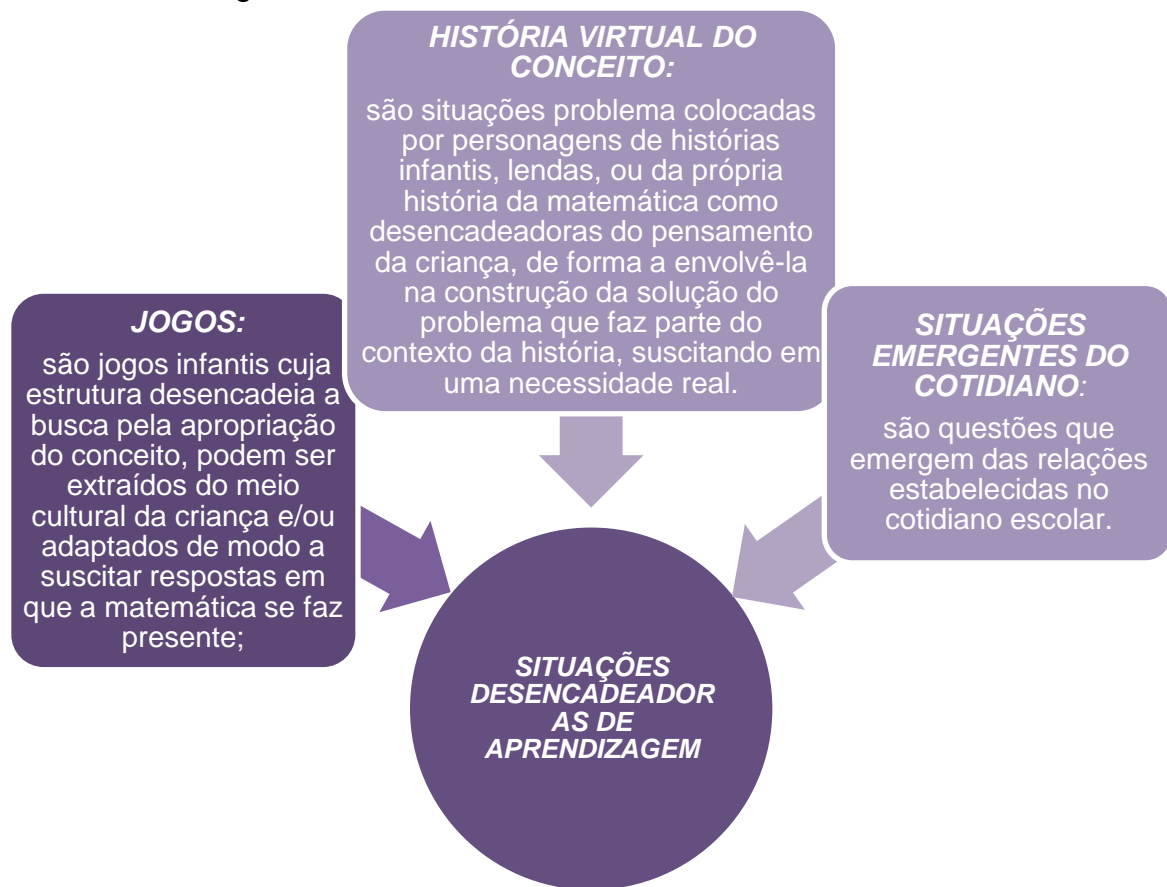 HISTÓRIA VIRTUAL DO
CONCEITO:
são situações problema colocadas
por personagens de histórias
infantis, lendas, ou da própria
história da matemática como
desencadeadoras do pensamento
da criança, de forma a envolvê-la
na construção da solução do
problema que faz parte do
contexto da história, suscitando em
uma necessidade real.
JOGOS:
são jogos infantis cuja
estrutura desencadeia a
busca pela apropriação
do conceito, podem ser
extraídos do meio
cultural da criança e/ou
adaptados de modo a
suscitar respostas em
que a matemática se faz
presente;
SITUAÇÕES
EMERGENTES DO
COTIDIANO:
são questões que
emergem das relações
estabelecidas no
cotidiano escolar.
SITUAÇÕES
DESENCADEADOR
AS DE
APRENDIZAGEM